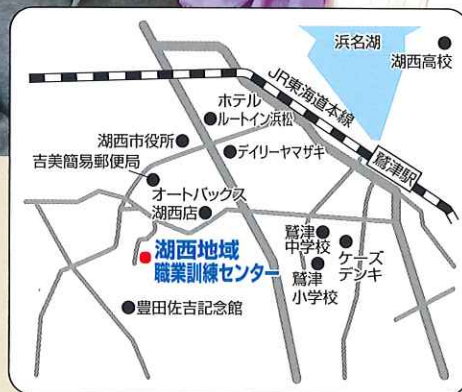 浜名湖
湖西高校
JR東海道本線
鷲津駅
ホテル
ルートイン浜松
湖西市役所
デイリーヤマザキ
吉美簡易郵便局
オートバックス
湖西店
鷲津
中学校
ケーズ
デンキ
鷲津
小学校
湖西地域
職業訓練センター
豊田佐吉記念館